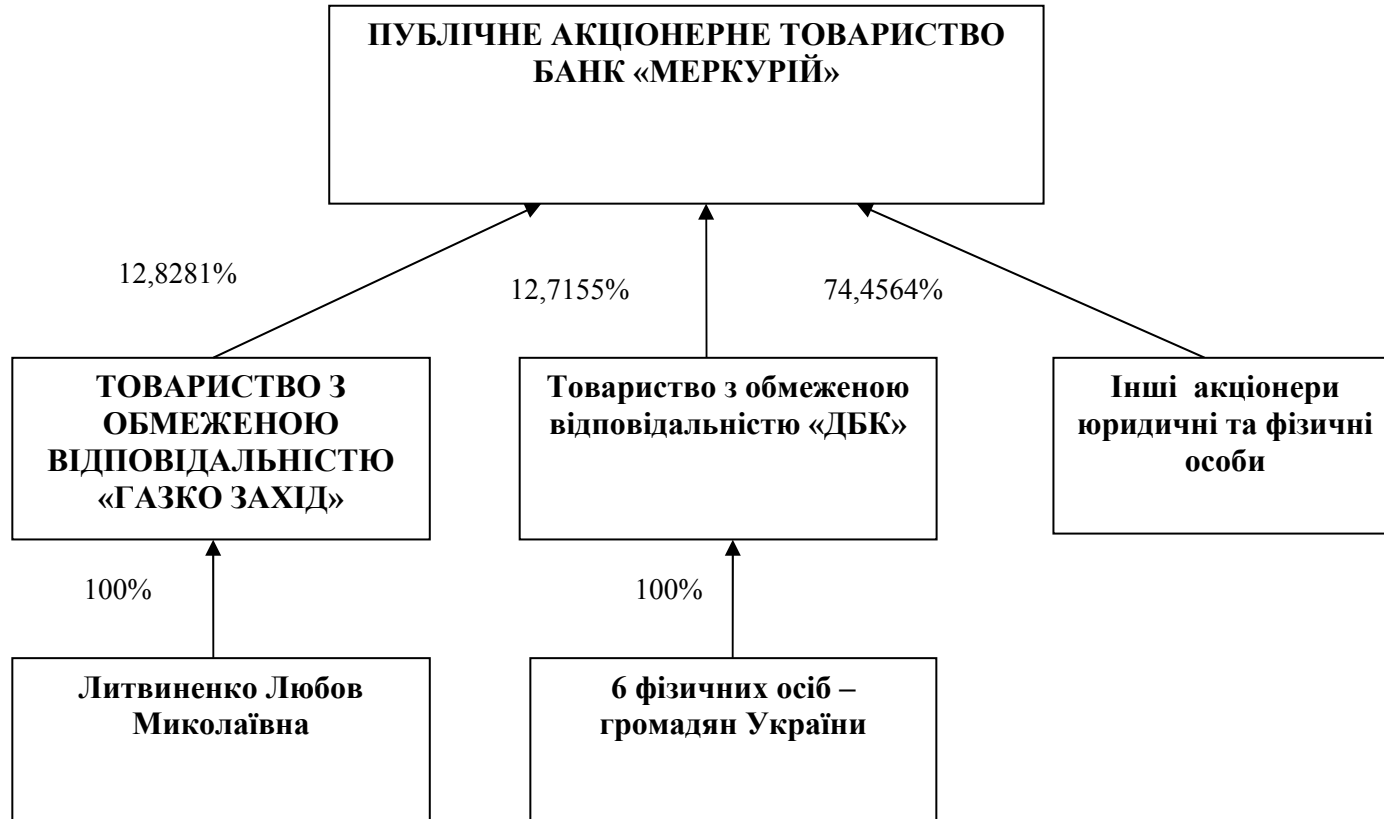 ПУБЛІЧНЕ АКЦІОНЕРНЕ ТОВАРИСТВО
БАНК «МЕРКУРІЙ»
12,8281%
12,7155%
74,4564%
ТОВАРИСТВО З
ОБМЕЖЕНОЮ
ВІДПОВІДАЛЬНІСТЮ
«ГАЗКО ЗАХІД»
Товариство з обмеженою
відповідальністю «ДБК»
Інші акціонери
юридичні та фізичні
особи
100%
100%
Литвиненко Любов
Миколаївна
6 фізичних осіб –
громадян України